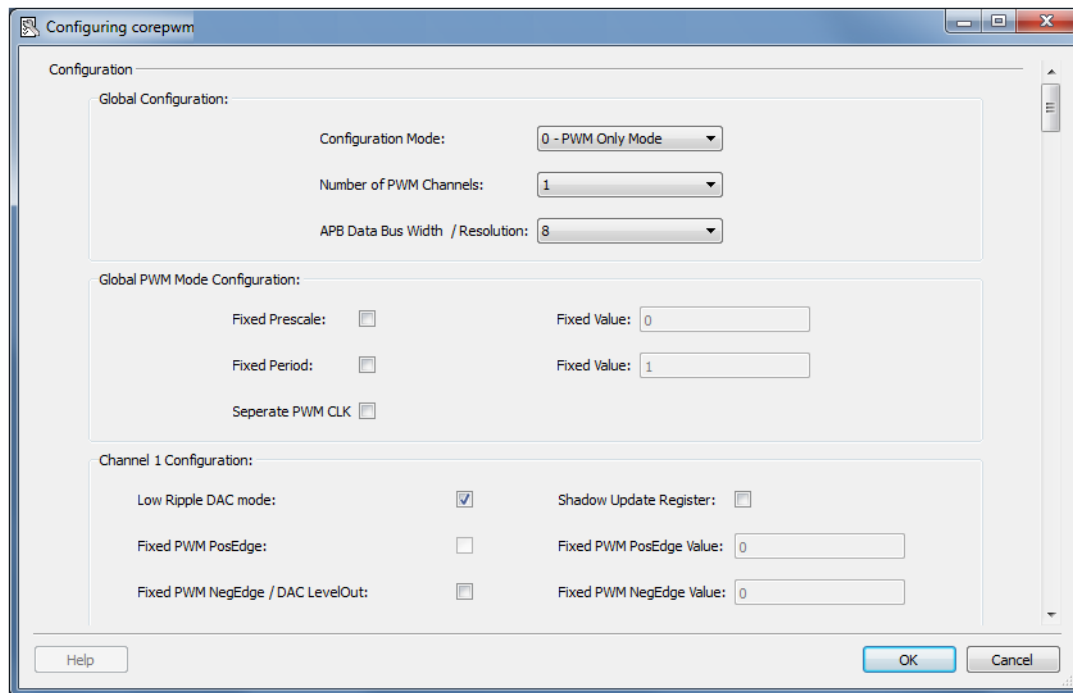 Configuring corepwm
Configuration
Global Configuration:
Configuration Mode: 0 - PWM Only Mode
Number of PWM Channels: 1
APB Data Bus Width / Resolution: 8
Global PWM Mode Configuration:
Fixed Prescale: Fixed Value: 0
Fixed Period: Fixed Value: 1
Seperate PWM CLK
Channel 1 Configuration:
Low Ripple DAC mode: Shadow Update Register:
Fixed PWM PosEdge: Fixed PWM PosEdge Value: 0
Fixed PWM NegEdge / DAC LevelOut: Fixed PWM NegEdge Value: 0
Help OK Cancel